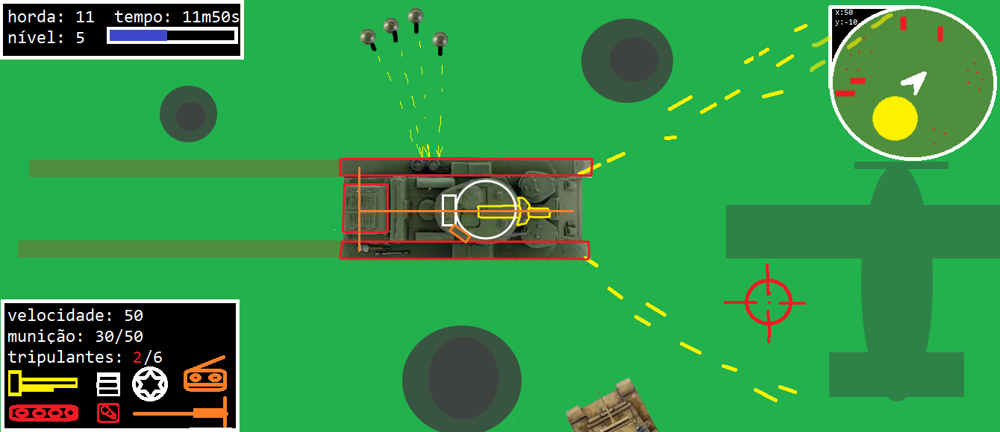 horda: 11 tempo: 11m50s
nível: 5
x:50
y:-10
velocidade: 50
munição: 30/50
tripulantes: 2/6